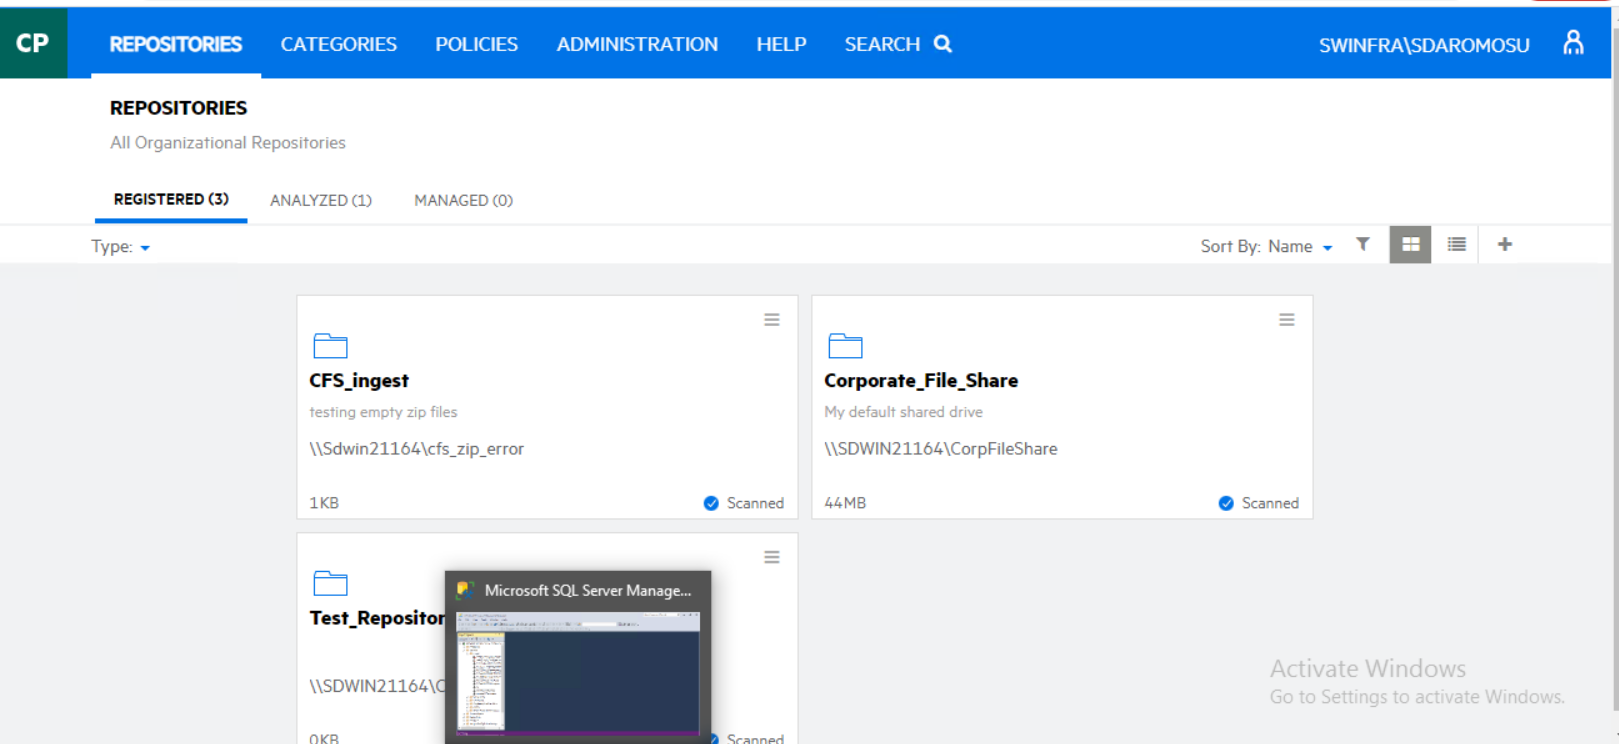 CP REPOSITORIES CATEGORIES POLICIES ADMINISTRATION HELP SEARCH SWINFRA\SDAROMOSU
REPOSITORIES
All Organizational Repositories
REGISTERED (3) ANALYZED (1) MANAGED (0)
Type: Sort By: Name
CFS_ingest
testing empty zip files
\\Sdwin21164\cfs_zip_error
1KB Scanned
Corporate_File_Share
My default shared drive
\\SDWIN21164\CorpFileShare
44MB Scanned
Test_Repositor
\\SDWIN21164\C
0KB Scanned
Microsoft SQL Server Manage...
Activate Windows
Go to Settings to activate Windows.